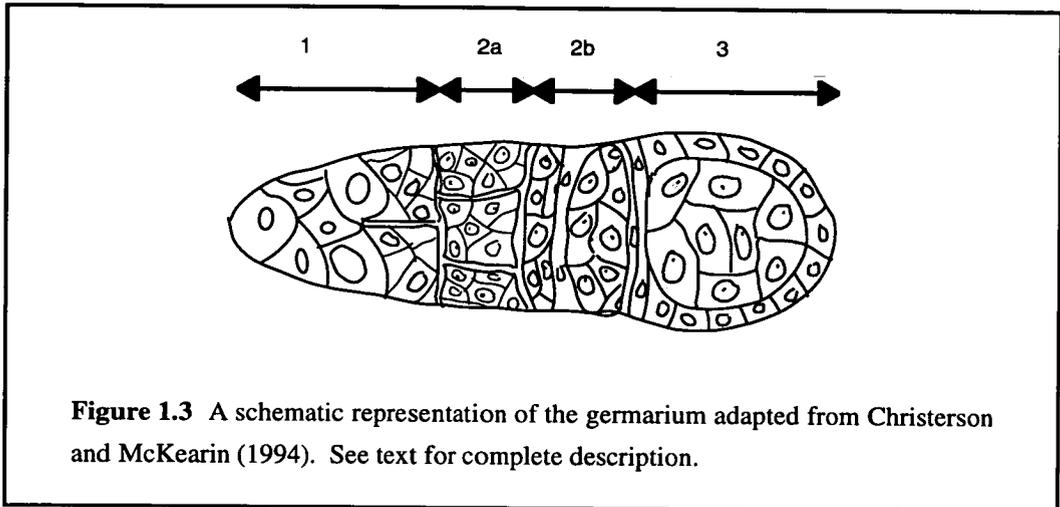 1 2a 2b 3
Figure 1.3 A schematic representation of the germarium adapted from Christerson
and McKearin (1994). See text for complete description.